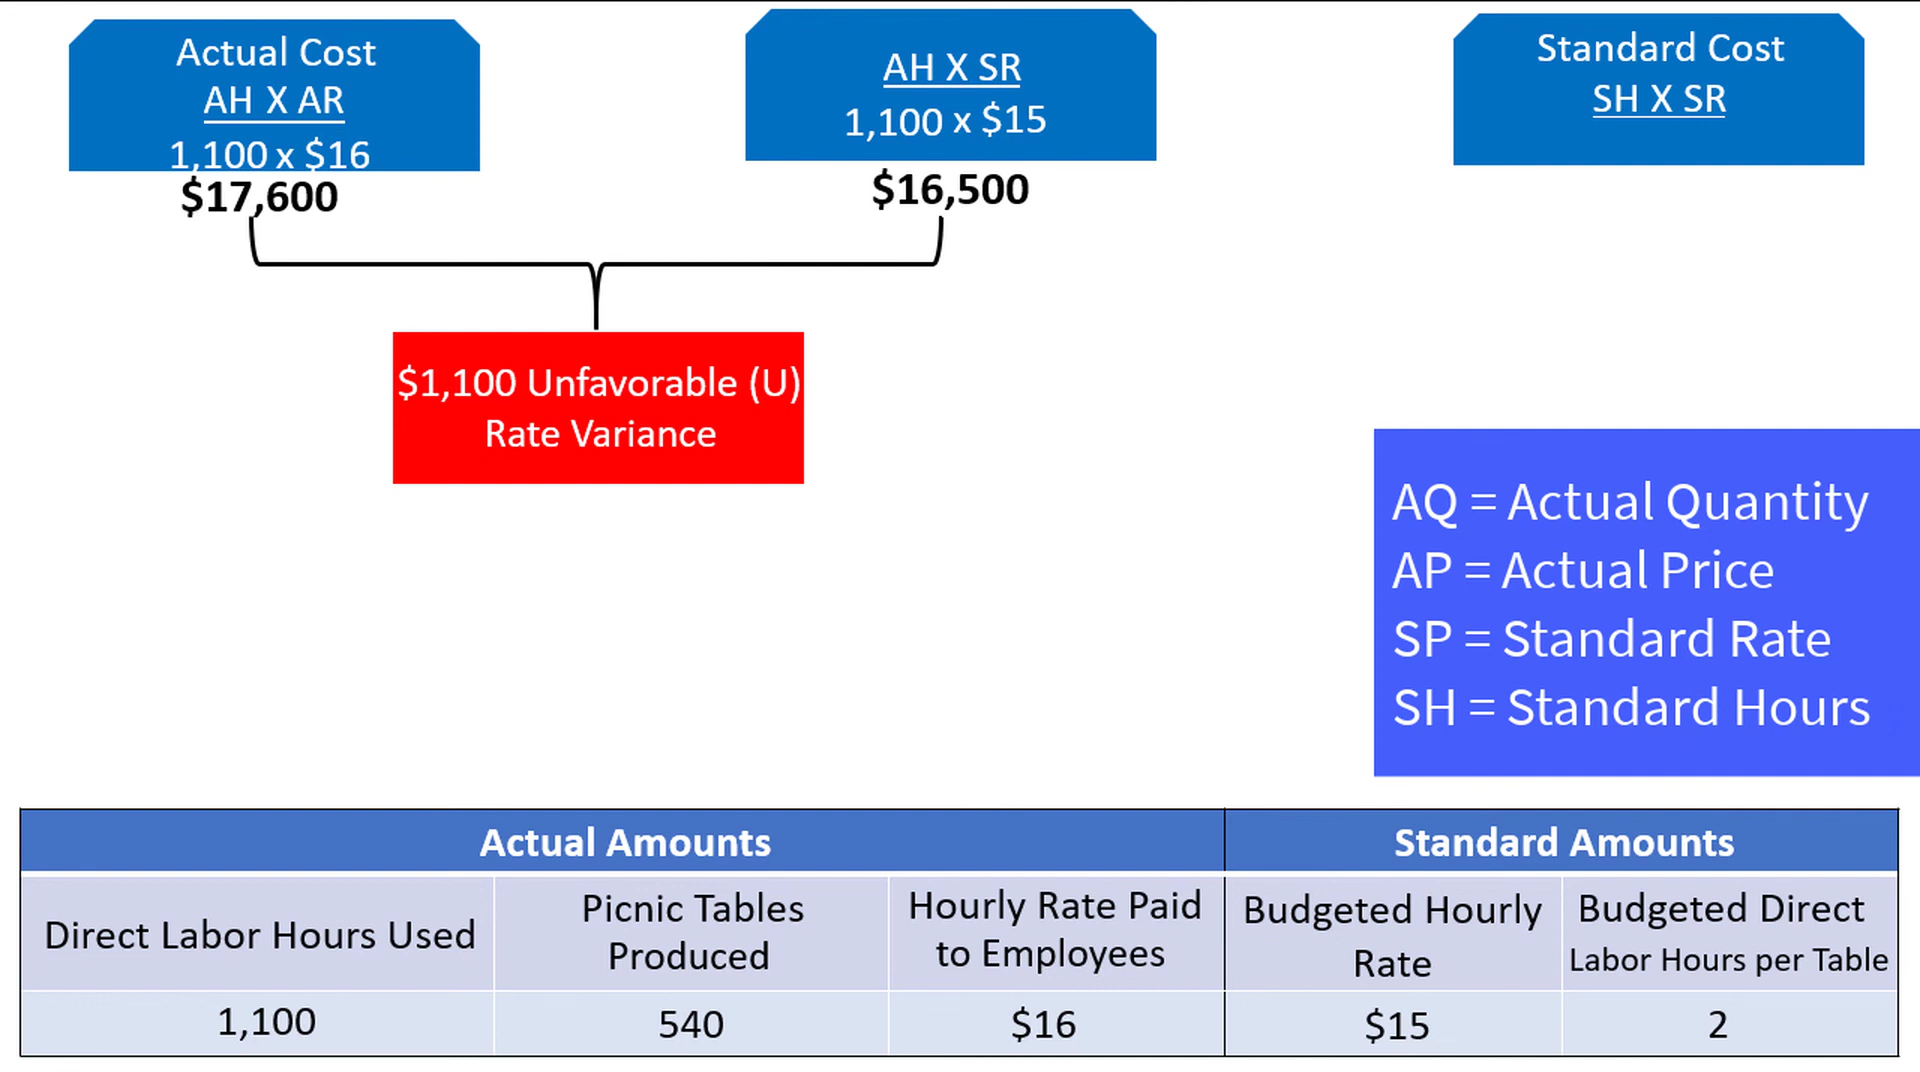 Actual Cost
AH X AR
1,100 x $16
$17,600
AH X SR
1,100 x $15
$16,500
Standard Cost
SH X SR
$1,100 Unfavorable (U)
Rate Variance
AQ = Actual Quantity
AP = Actual Price
SP = Standard Rate
SH = Standard Hours
Actual Amounts
Standard Amounts
Direct Labor Hours Used
Picnic Tables
Produced
Hourly Rate Paid
to Employees
Budgeted Hourly
Rate
Budgeted Direct
Labor Hours per Table
1,100
540
$16
$15
2